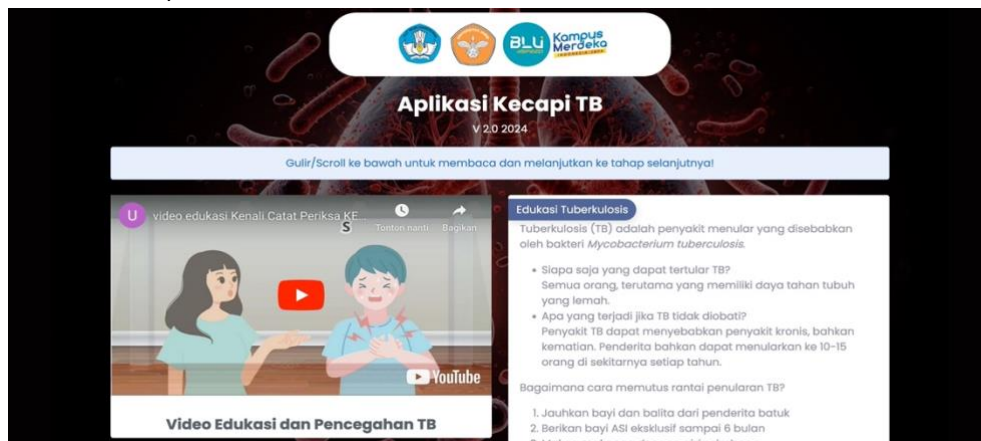 BLU
Kampus
Merdeka
INDONESIA JAYA
Aplikasi Kecapi TB
V 2.0 2024
Gulir/Scroll ke bawah untuk membaca dan melanjutkan ke tahap selanjutnya!
U
video edukasi Kenali Catat Periksa KE...
S
Tonton nanti
Bagikan
YouTube
Video Edukasi dan Pencegahan TB
Edukasi Tuberkulosis
Tuberkulosis (TB) adalah penyakit menular yang disebabkan
oleh bakteri Mycobacterium tuberculosis.
• Siapa saja yang dapat tertular TB?
Semua orang, terutama yang memiliki daya tahan tubuh
yang lemah.
• Apa yang terjadi jika TB tidak diobati?
Penyakit TB dapat menyebabkan penyakit kronis, bahkan
kematian. Penderita bahkan dapat menularkan ke 10-15
orang di sekitarnya setiap tahun.
Bagaimana cara memutus rantai penularan TB?
1. Jauhkan bayi dan balita dari penderita batuk
2. Berikan bayi ASI eksklusif sampai 6 bulan